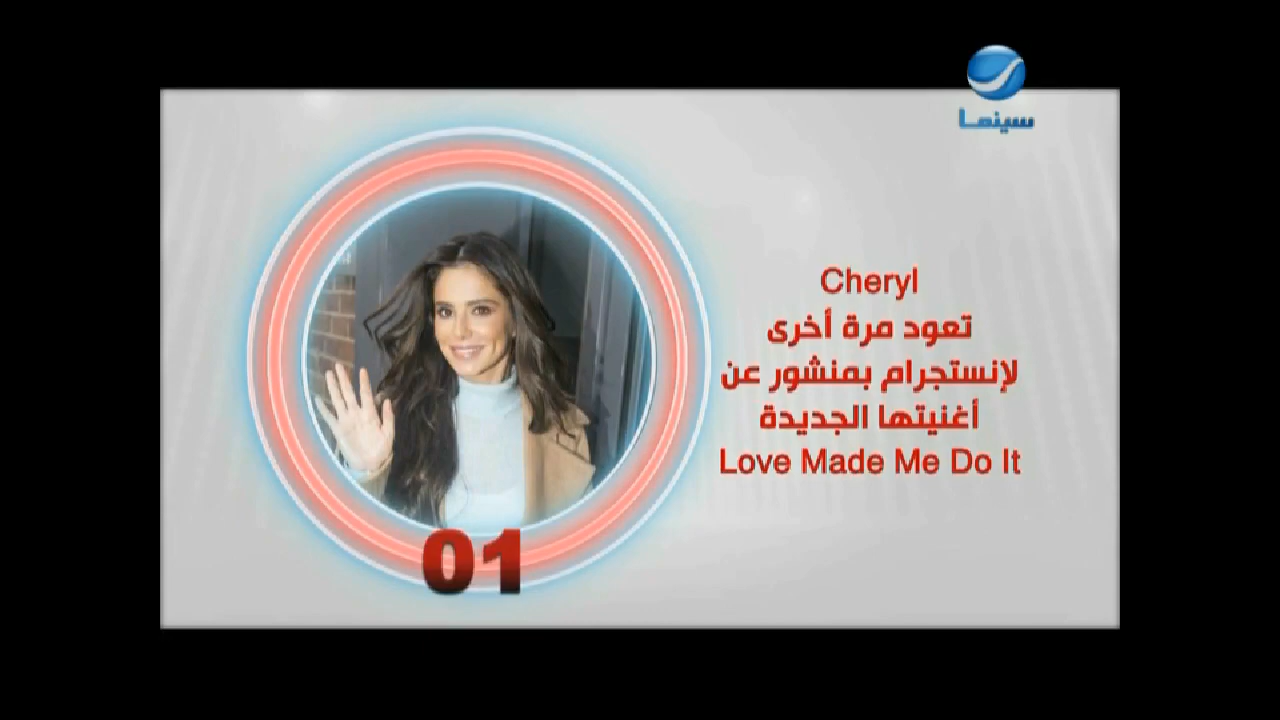 سينما
Cheryl
تعود مرة أخرى
لإنستجرام بمنشور عن
أغنيتها الجديدة
Love Made Me Do It
01